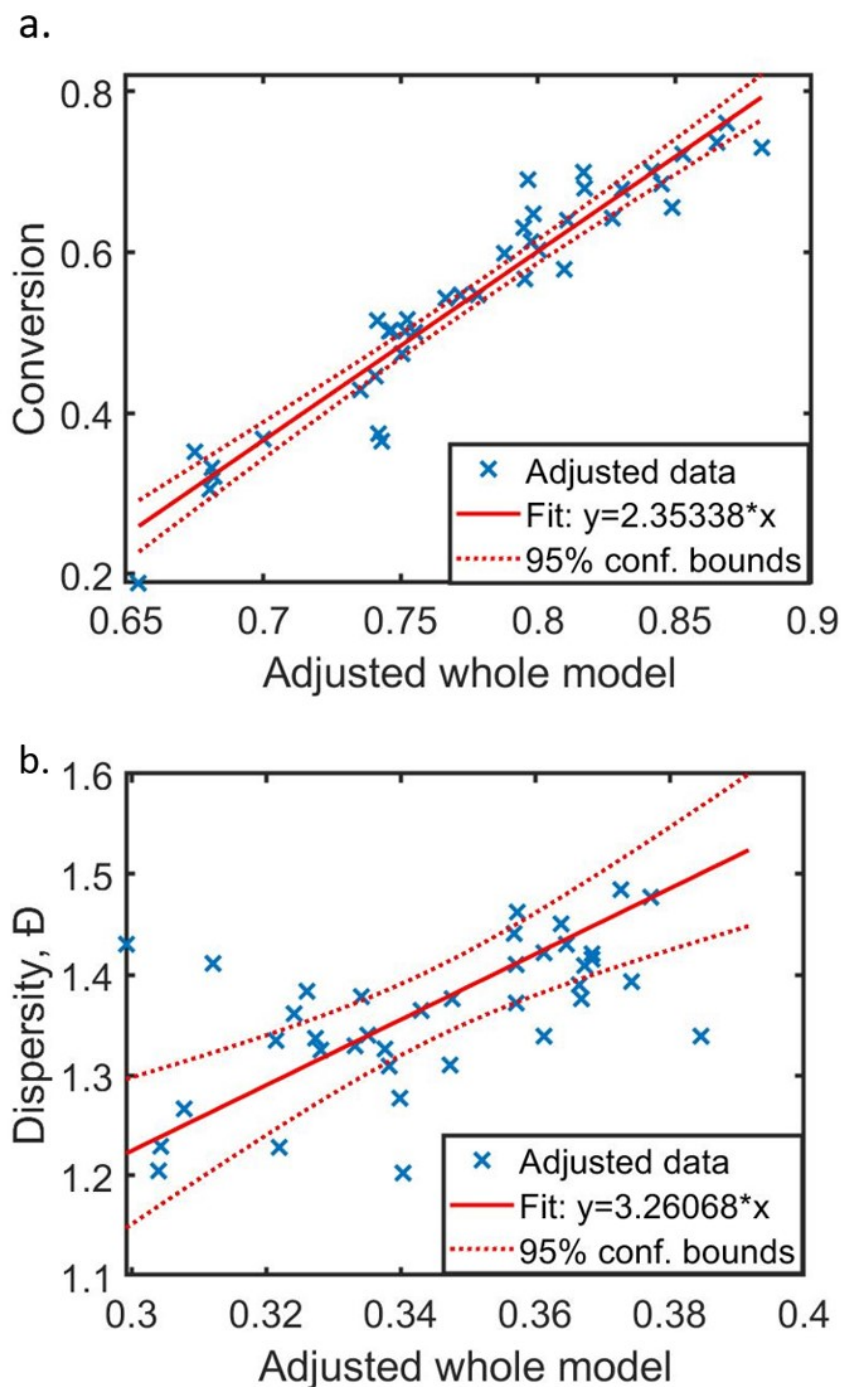 a.
0.8
0.6
0.4
0.2
Conversion
Adjusted data
Fit: y=2.35338*x
95% conf. bounds
0.65 0.7 0.75 0.8 0.85 0.9
Adjusted whole model
b.
1.6
1.5
1.4
1.3
1.2
1.1
Dispersity, Đ
Adjusted data
Fit: y=3.26068*x
95% conf. bounds
0.3 0.32 0.34 0.36 0.38 0.4
Adjusted whole model